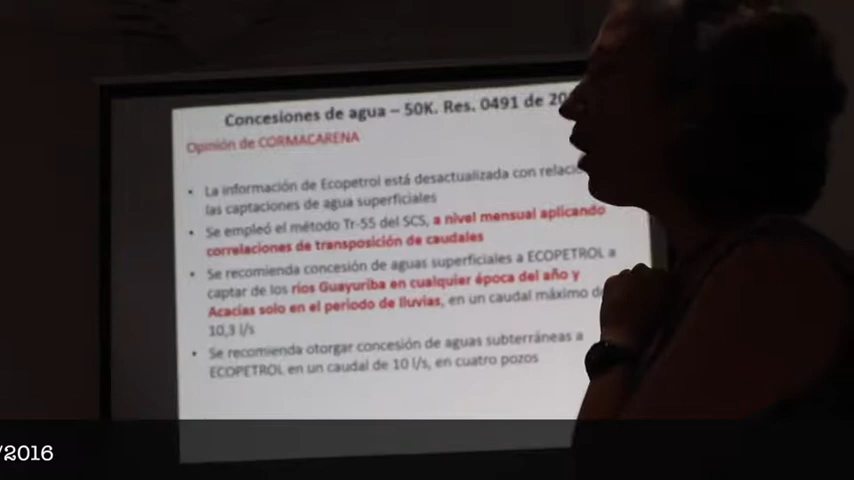 Concesiones de agua – 50K. Res. 0491 de
Opinión de CORMACARENA
• La información de Ecopetrol está desactualizada con
las captaciones de agua superficiales
• Se empleó el método Tr-55 del SCS, a nivel mensual aplicando
correlaciones de transposición de caudales
• Se recomienda concesión de aguas superficiales a ECOPETROL a
captar de los ríos Guayuriba en cualquier época del año y
Acacías solo en el periodo de lluvias, en un caudal máximo
10,3 l/s
• Se recomienda otorgar concesión de aguas subterráneas a
ECOPETROL en un caudal de 10 l/s, en cuatro pozos
/2016